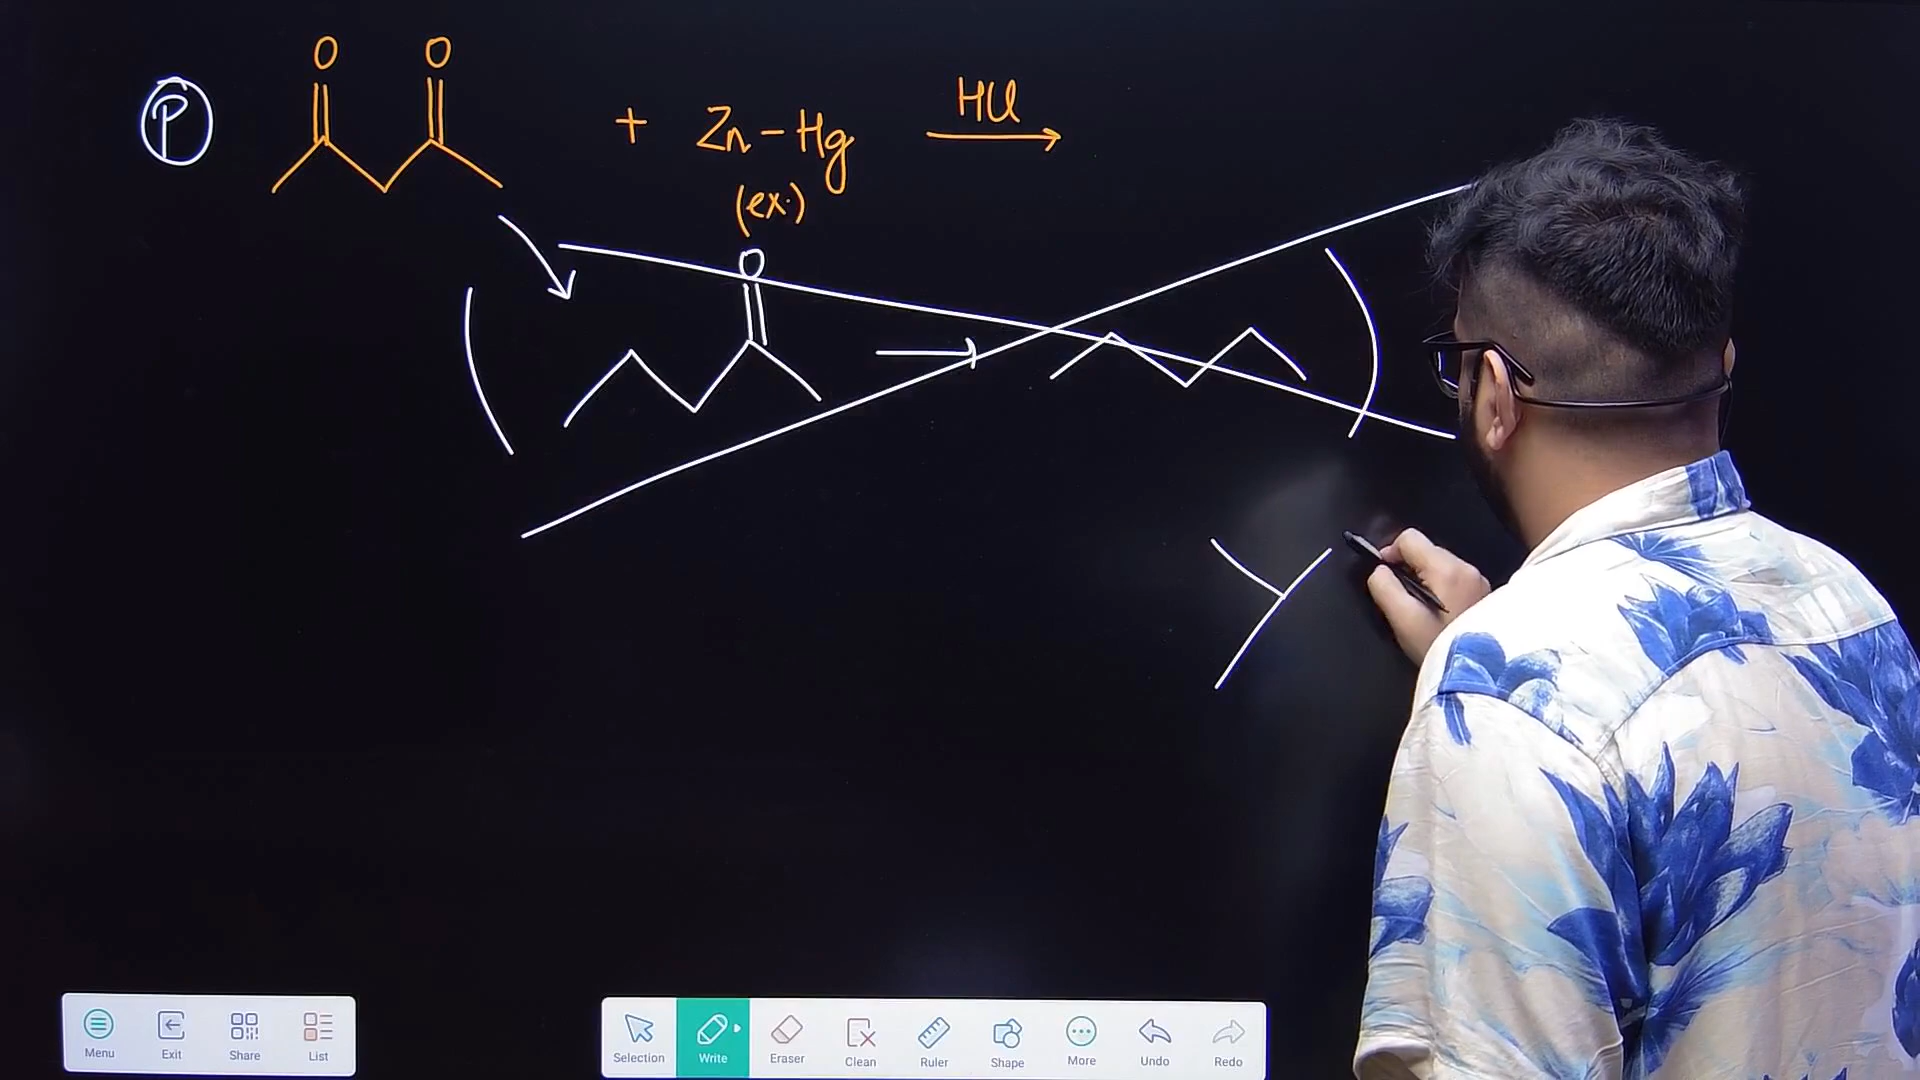 O O
P + Zn-Hg HCl
(ex.)
O
Menu Exit Share List
Selection Write Eraser Clean Ruler Shape More Undo Redo